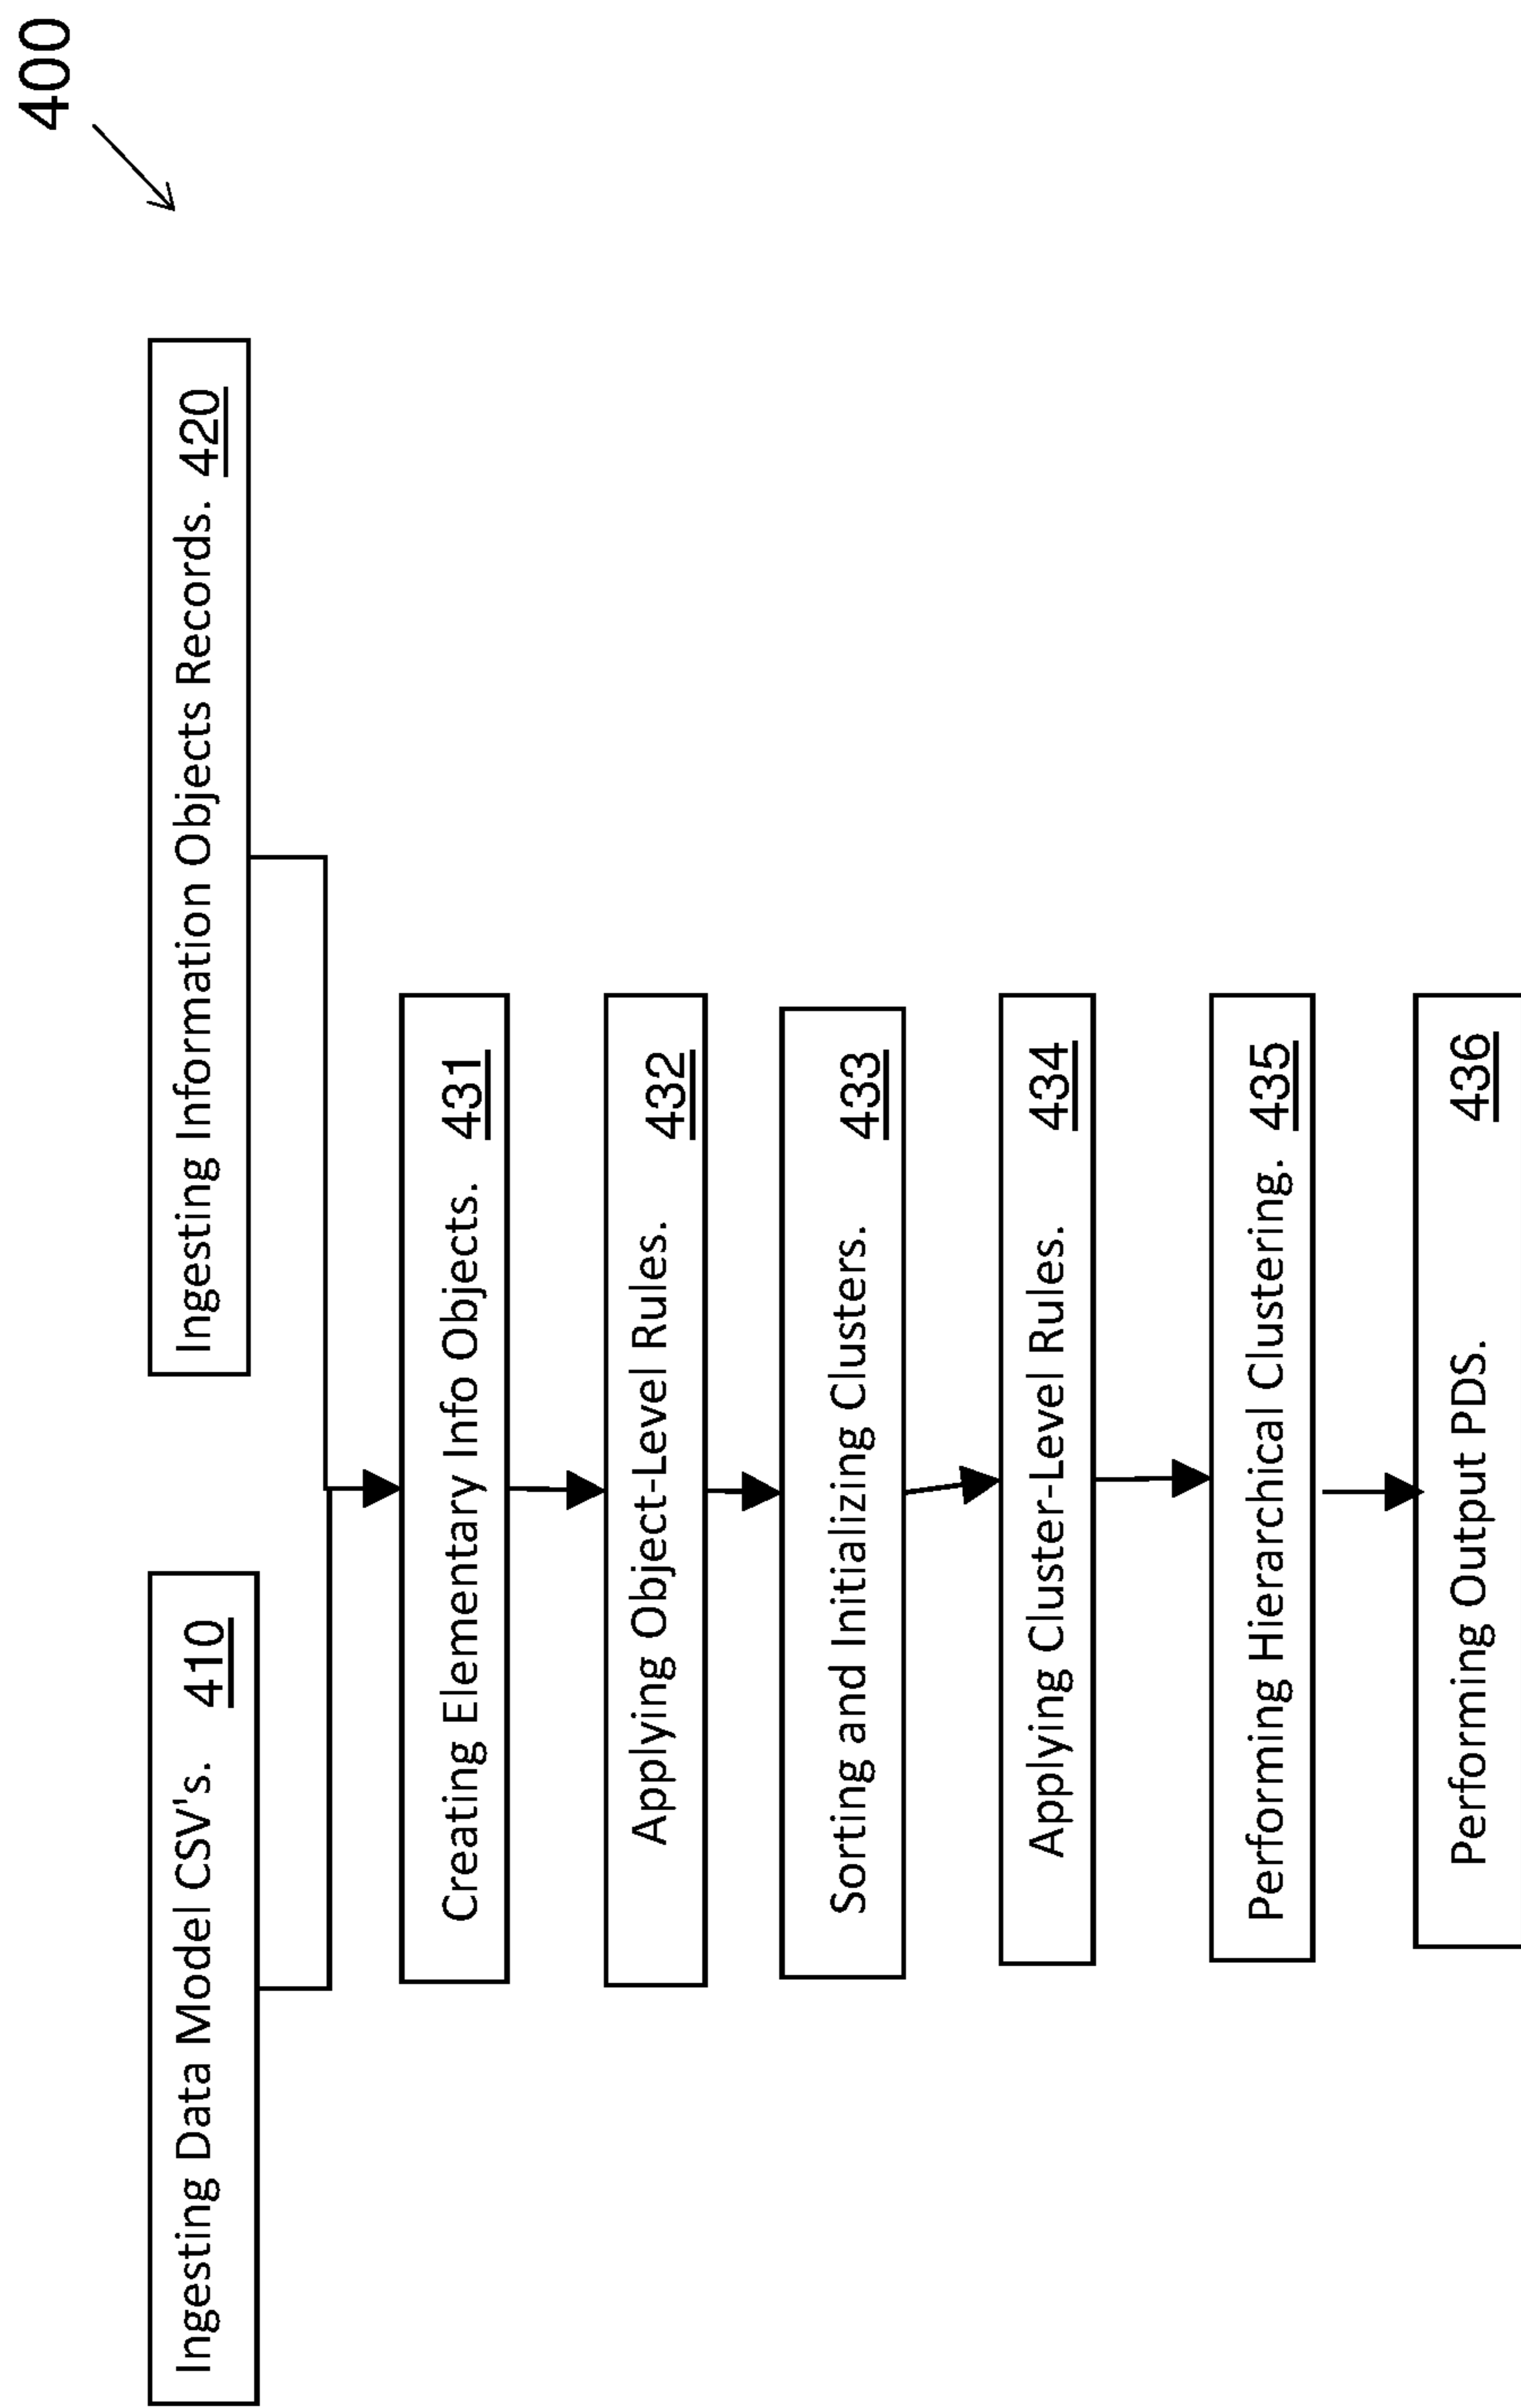 400
Ingesting Data Model CSV's. 410
Ingesting Information Objects Records. 420
Creating Elementary Info Objects. 431
Applying Object-Level Rules. 432
Sorting and Initializing Clusters. 433
Applying Cluster-Level Rules. 434
Performing Hierarchical Clustering. 435
Performing Output PDS. 436